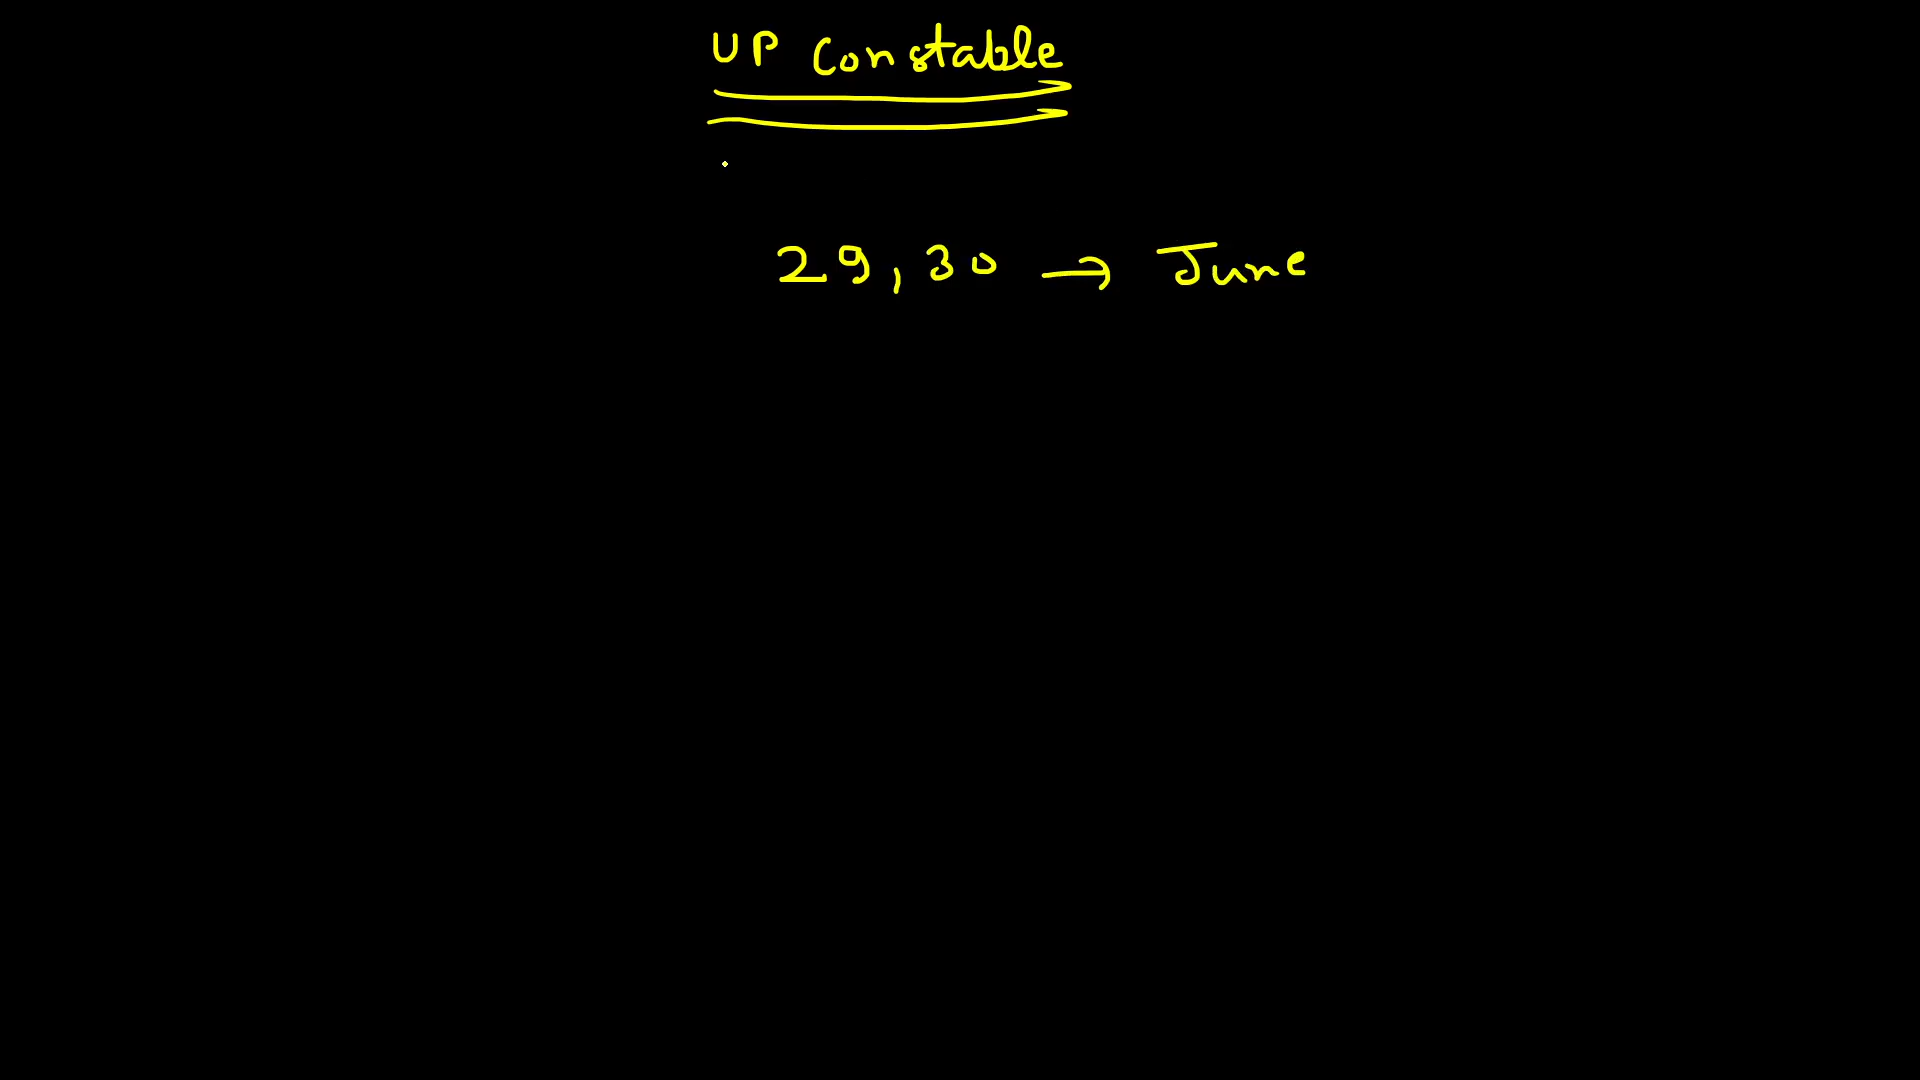 UP Constable
29, 30 → June